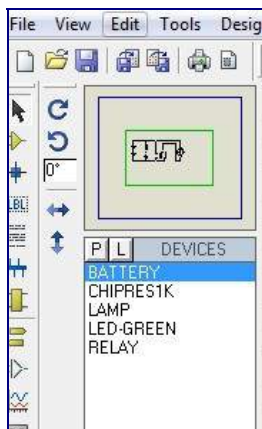 File View Edit Tools Desig
0°
LBL
P L DEVICES
BATTERY
CHIPRES1K
LAMP
LED-GREEN
RELAY